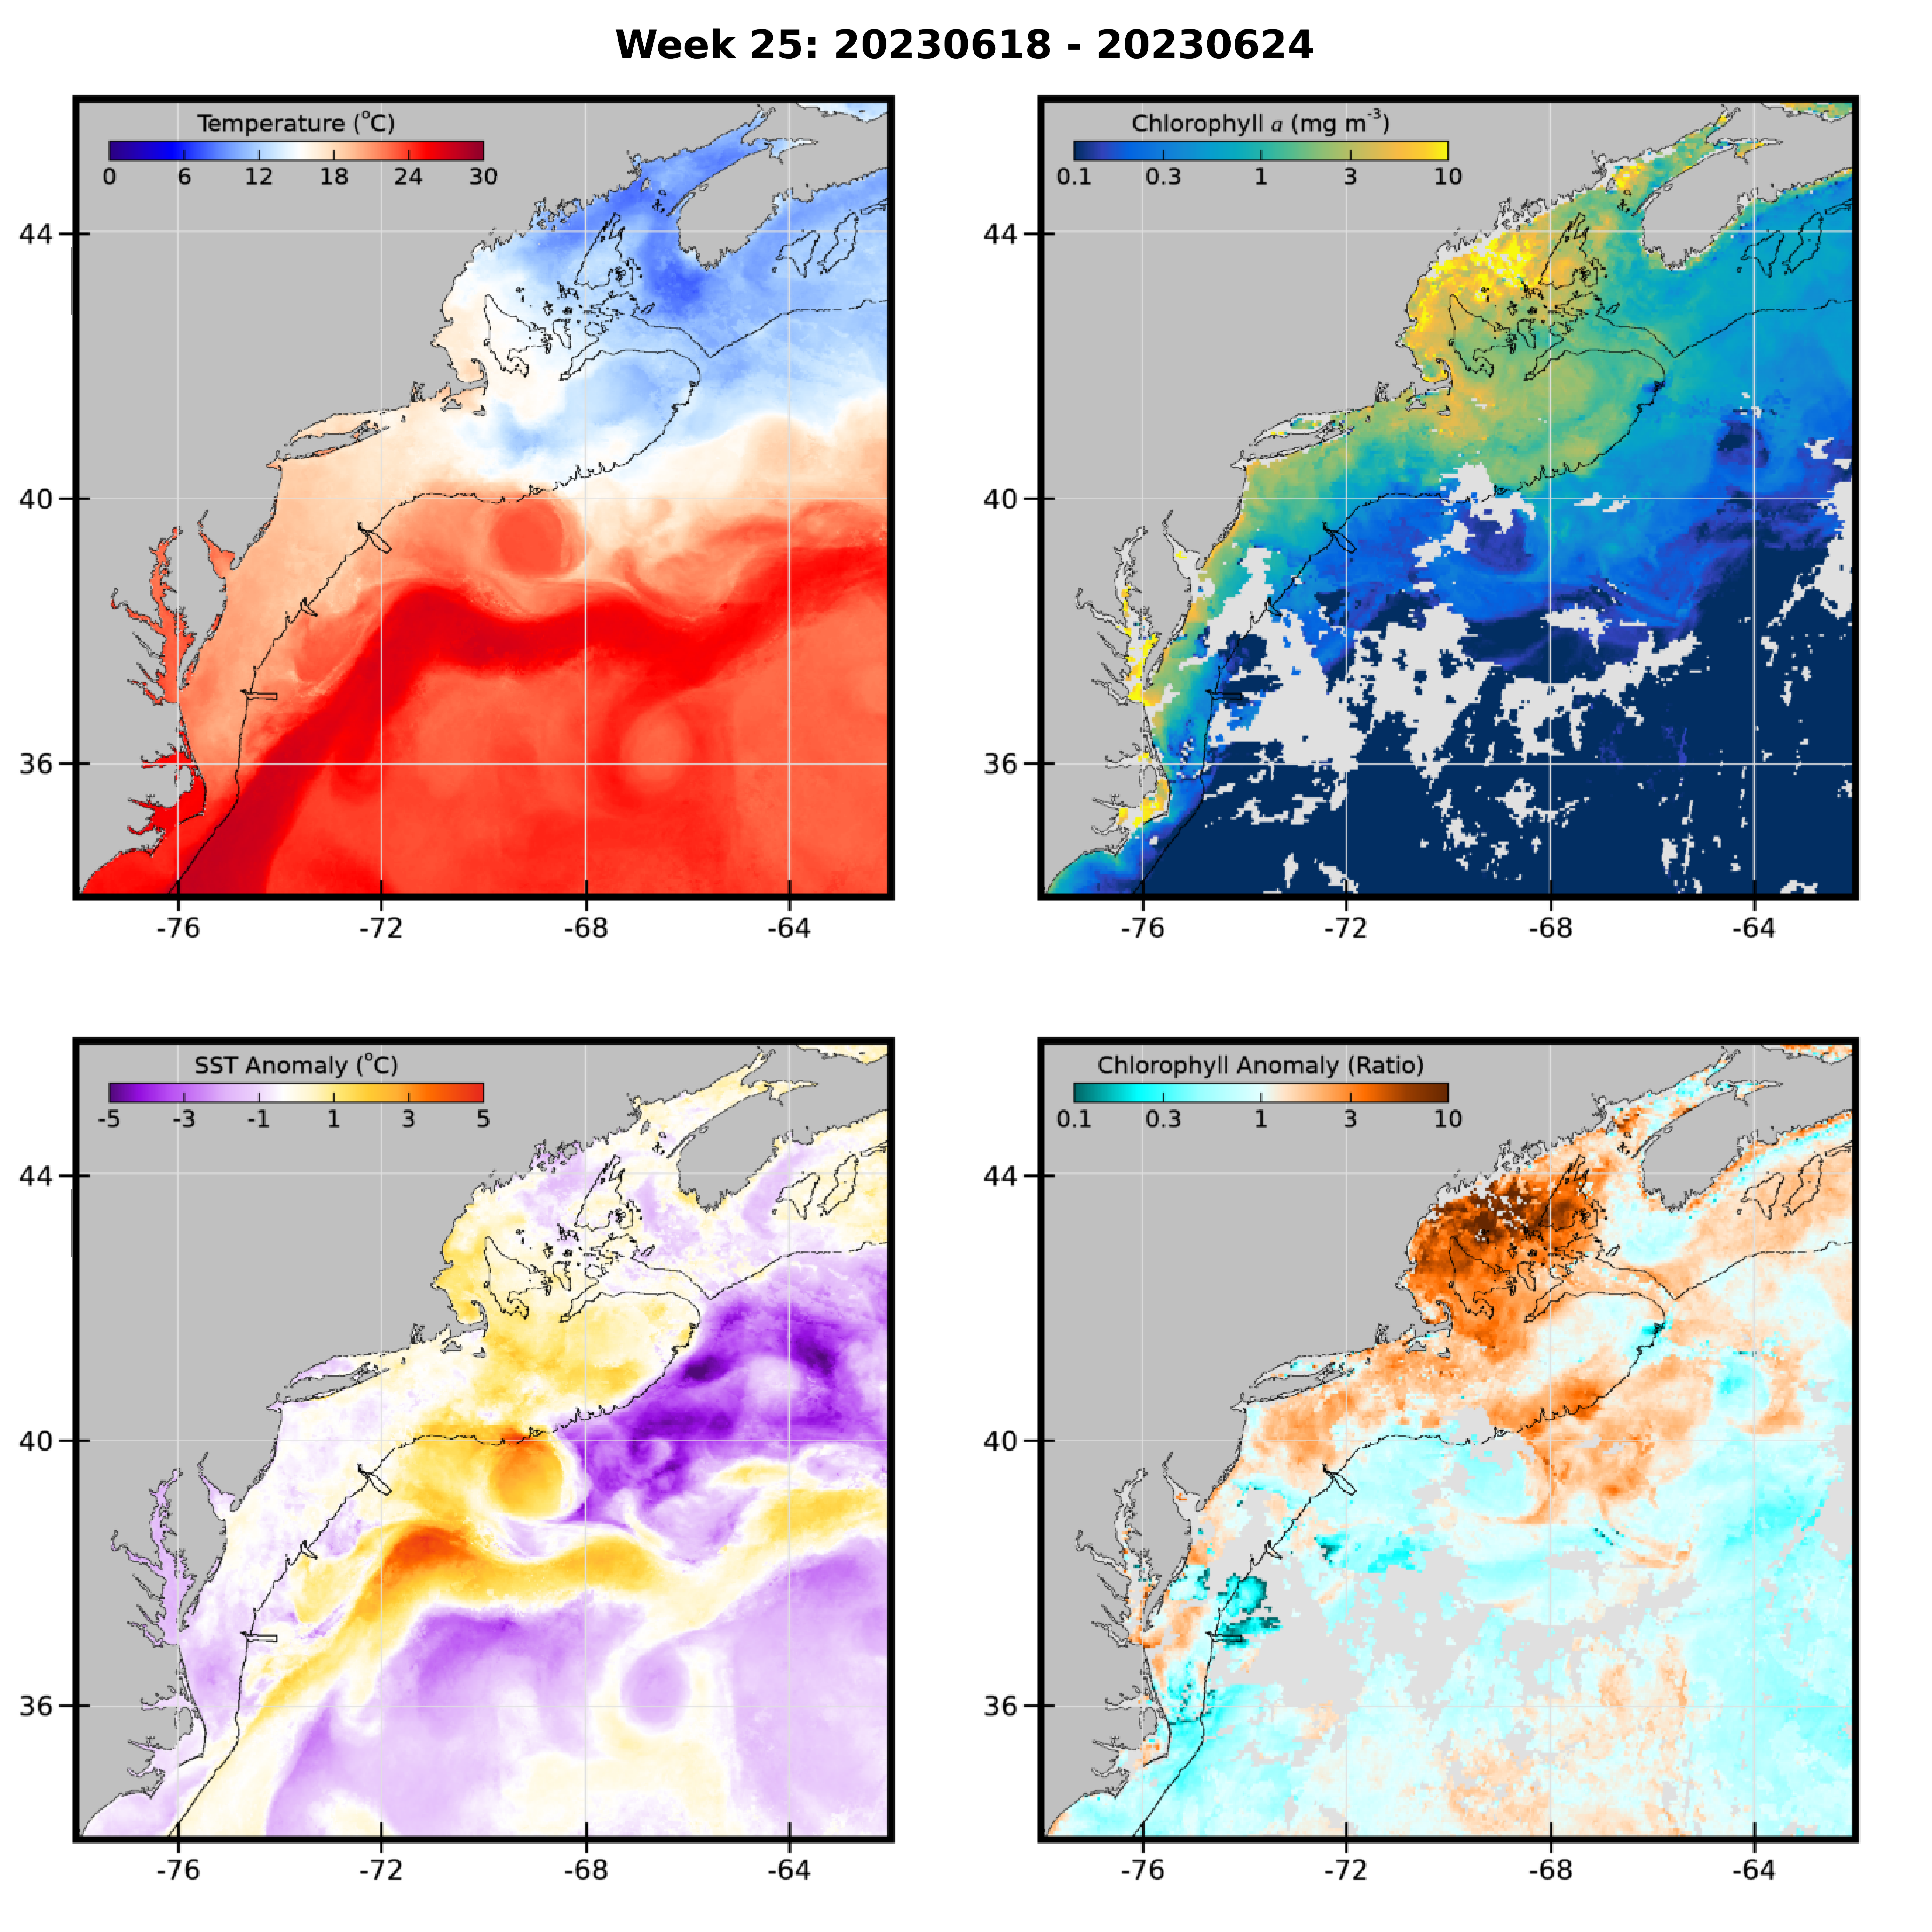 Week 25: 20230618 - 20230624
Temperature (°C)
0 6 12 18 24 30
44
40
36
-76 -72 -68 -64
Chlorophyll a (mg m⁻³)
0.1 0.3 1 3 10
44
40
36
-76 -72 -68 -64
SST Anomaly (°C)
-5 -3 -1 1 3 5
44
40
36
-76 -72 -68 -64
Chlorophyll Anomaly (Ratio)
0.1 0.3 1 3 10
44
40
36
-76 -72 -68 -64